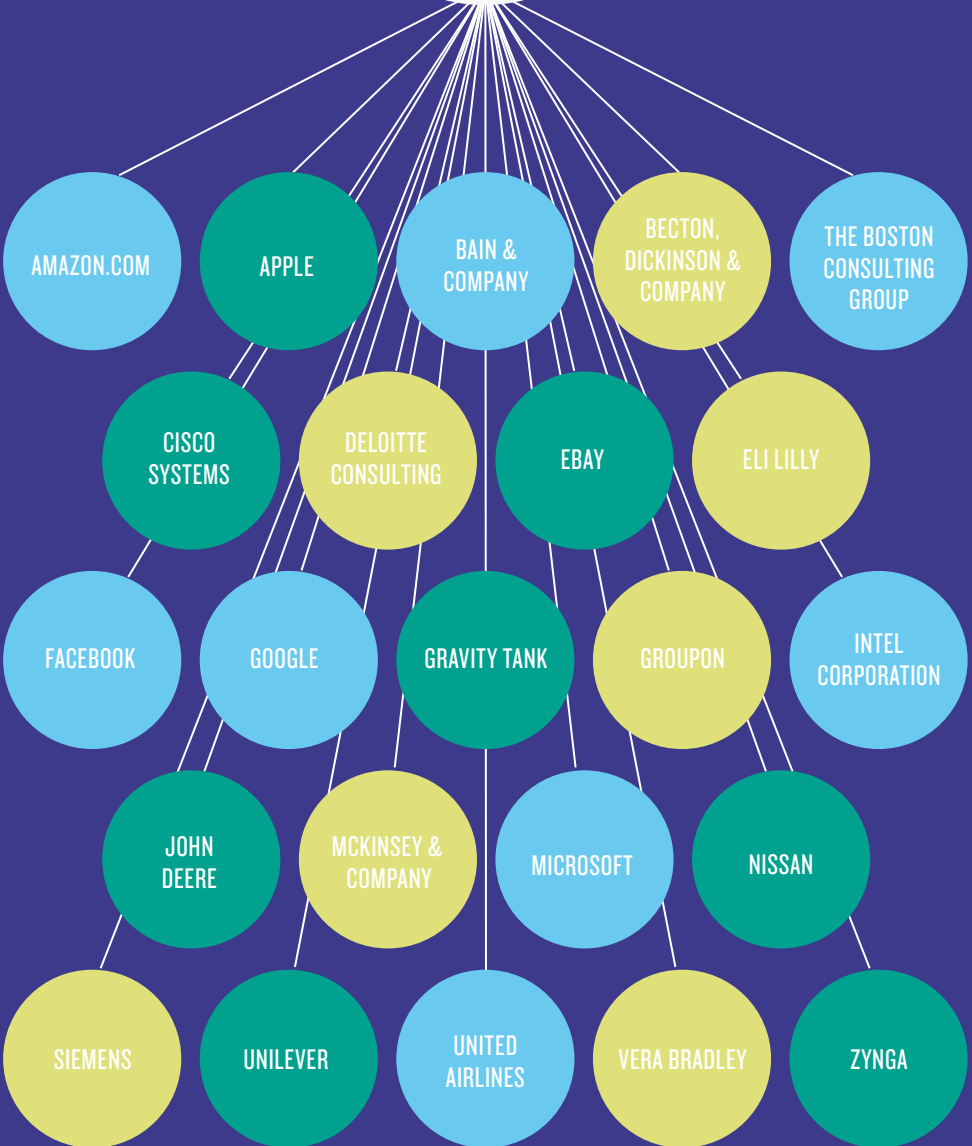 AMAZON.COM
APPLE
BAIN &
COMPANY
BECTON,
DICKINSON &
COMPANY
THE BOSTON
CONSULTING
GROUP
CISCO
SYSTEMS
DELOITTE
CONSULTING
EBAY
ELI LILLY
FACEBOOK
GOOGLE
GRAVITY TANK
GROUPON
INTEL
CORPORATION
JOHN
DEERE
MCKINSEY &
COMPANY
MICROSOFT
NISSAN
SIEMENS
UNILEVER
UNITED
AIRLINES
VERA BRADLEY
ZYNGA